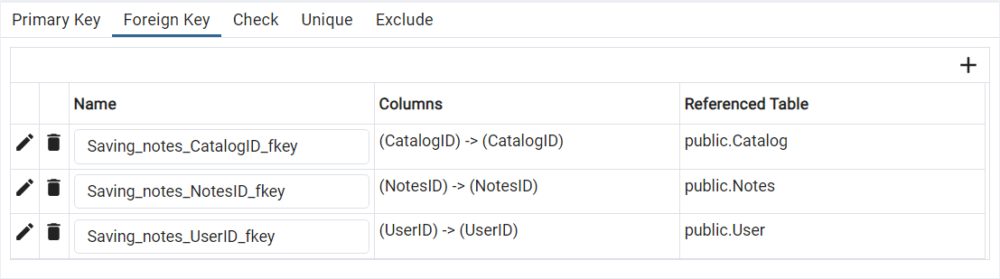 Primary Key Foreign Key Check Unique Exclude
Name Columns Referenced Table
Saving_notes_CatalogID_fkey (CatalogID) -> (CatalogID) public.Catalog
Saving_notes_NotesID_fkey (NotesID) -> (NotesID) public.Notes
Saving_notes_UserID_fkey (UserID) -> (UserID) public.User